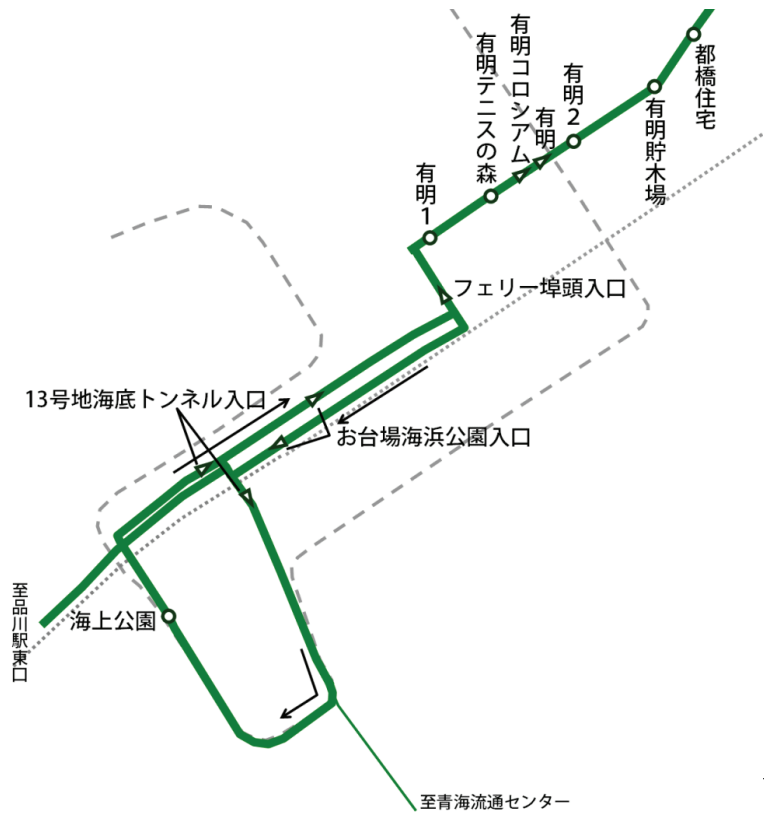 都橋住宅
有明貯木場
有明2
有明
有明コロシアム
有明テニスの森
有明1
フェリー埠頭入口
13号地海底トンネル入口
お台場海浜公園入口
海上公園
至品川駅東口
至青海流通センター